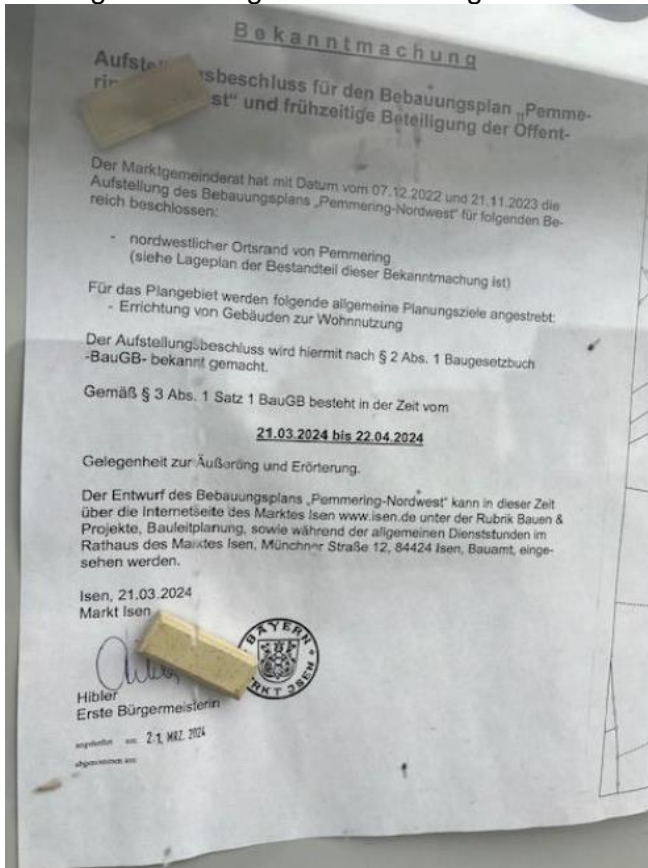 Bekanntmachung
Aufste sbeschluss für den Bebauungsplan „Pemme-
rin st“ und frühzeitige Beteiligung der Öffent-
Der Marktgemeinderat hat mit Datum vom 07.12.2022 und 21.11.2023 die
Aufstellung des Bebauungsplans „Pemmering-Nordwest“ für folgenden Be-
reich beschlossen:
- nordwestlicher Ortsrand von Pemmering
(siehe Lageplan der Bestandteil dieser Bekanntmachung ist)
Für das Plangebiet werden folgende allgemeine Planungsziele angestrebt:
- Errichtung von Gebäuden zur Wohnnutzung
Der Aufstellungsbeschluss wird hiermit nach § 2 Abs. 1 Baugesetzbuch
-BauGB- bekannt gemacht.
Gemäß § 3 Abs. 1 Satz 1 BauGB besteht in der Zeit vom
21.03.2024 bis 22.04.2024
Gelegenheit zur Äußerung und Erörterung.
Der Entwurf des Bebauungsplans „Pemmering-Nordwest“ kann in dieser Zeit
über die Internetseite des Marktes Isen www.isen.de unter der Rubrik Bauen &
Projekte, Bauleitplanung, sowie während der allgemeinen Dienststunden im
Rathaus des Marktes Isen, Münchner Straße 12, 84424 Isen, Bauamt, einge-
sehen werden.
Isen, 21.03.2024
Markt Isen
BAYERN
MARKT ISEN
Hibler
Erste Bürgermeisterin
angeheftet am: 21. MRZ. 2024
abgenommen am: